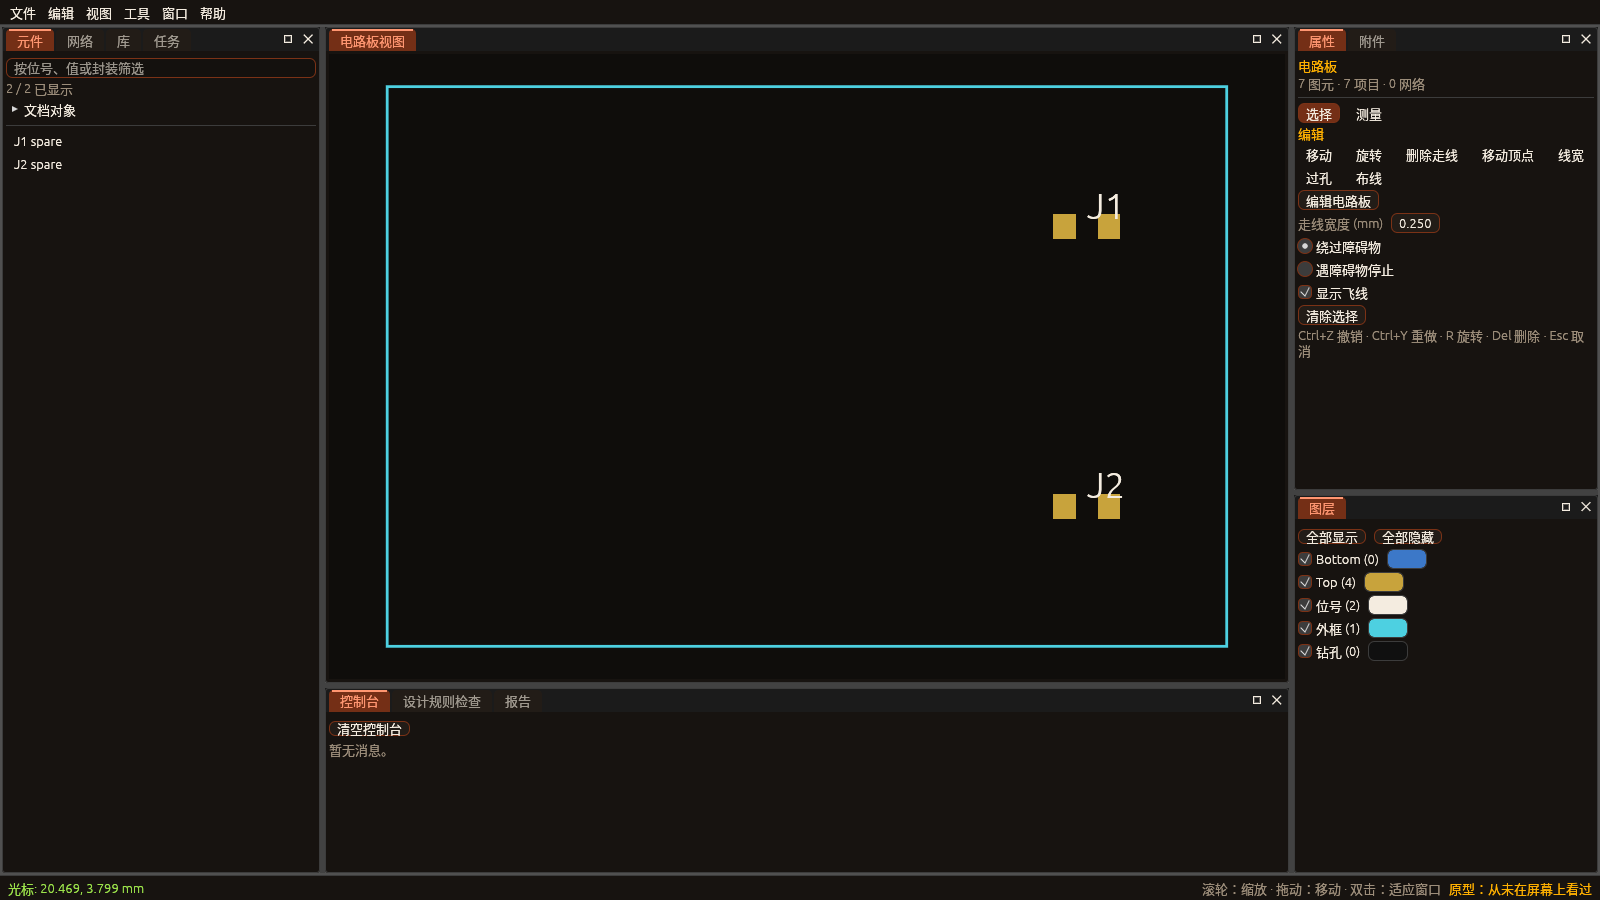 文件 编辑 视图 工具 窗口 帮助
元件 网络 库 任务
按位号、值或封装筛选
2 / 2 已显示
文档对象
J1 spare
J2 spare
电路板视图
J1
J2
控制台 设计规则检查 报告
清空控制台
暂无消息。
属性 附件
电路板
7 图元 · 7 项目 · 0 网络
选择 测量
编辑
移动 旋转 删除走线 移动顶点 线宽
过孔 布线
编辑电路板
走线宽度 (mm) 0.250
绕过障碍物
遇障碍物停止
显示飞线
清除选择
Ctrl+Z 撤销 · Ctrl+Y 重做 · R 旋转 · Del 删除 · Esc 取
消
图层
全部显示 全部隐藏
Bottom (0)
Top (4)
位号 (2)
外框 (1)
钻孔 (0)
光标: 20.469, 3.799 mm
滚轮：缩放 · 拖动：移动 · 双击：适应窗口 原型：从未在屏幕上看过